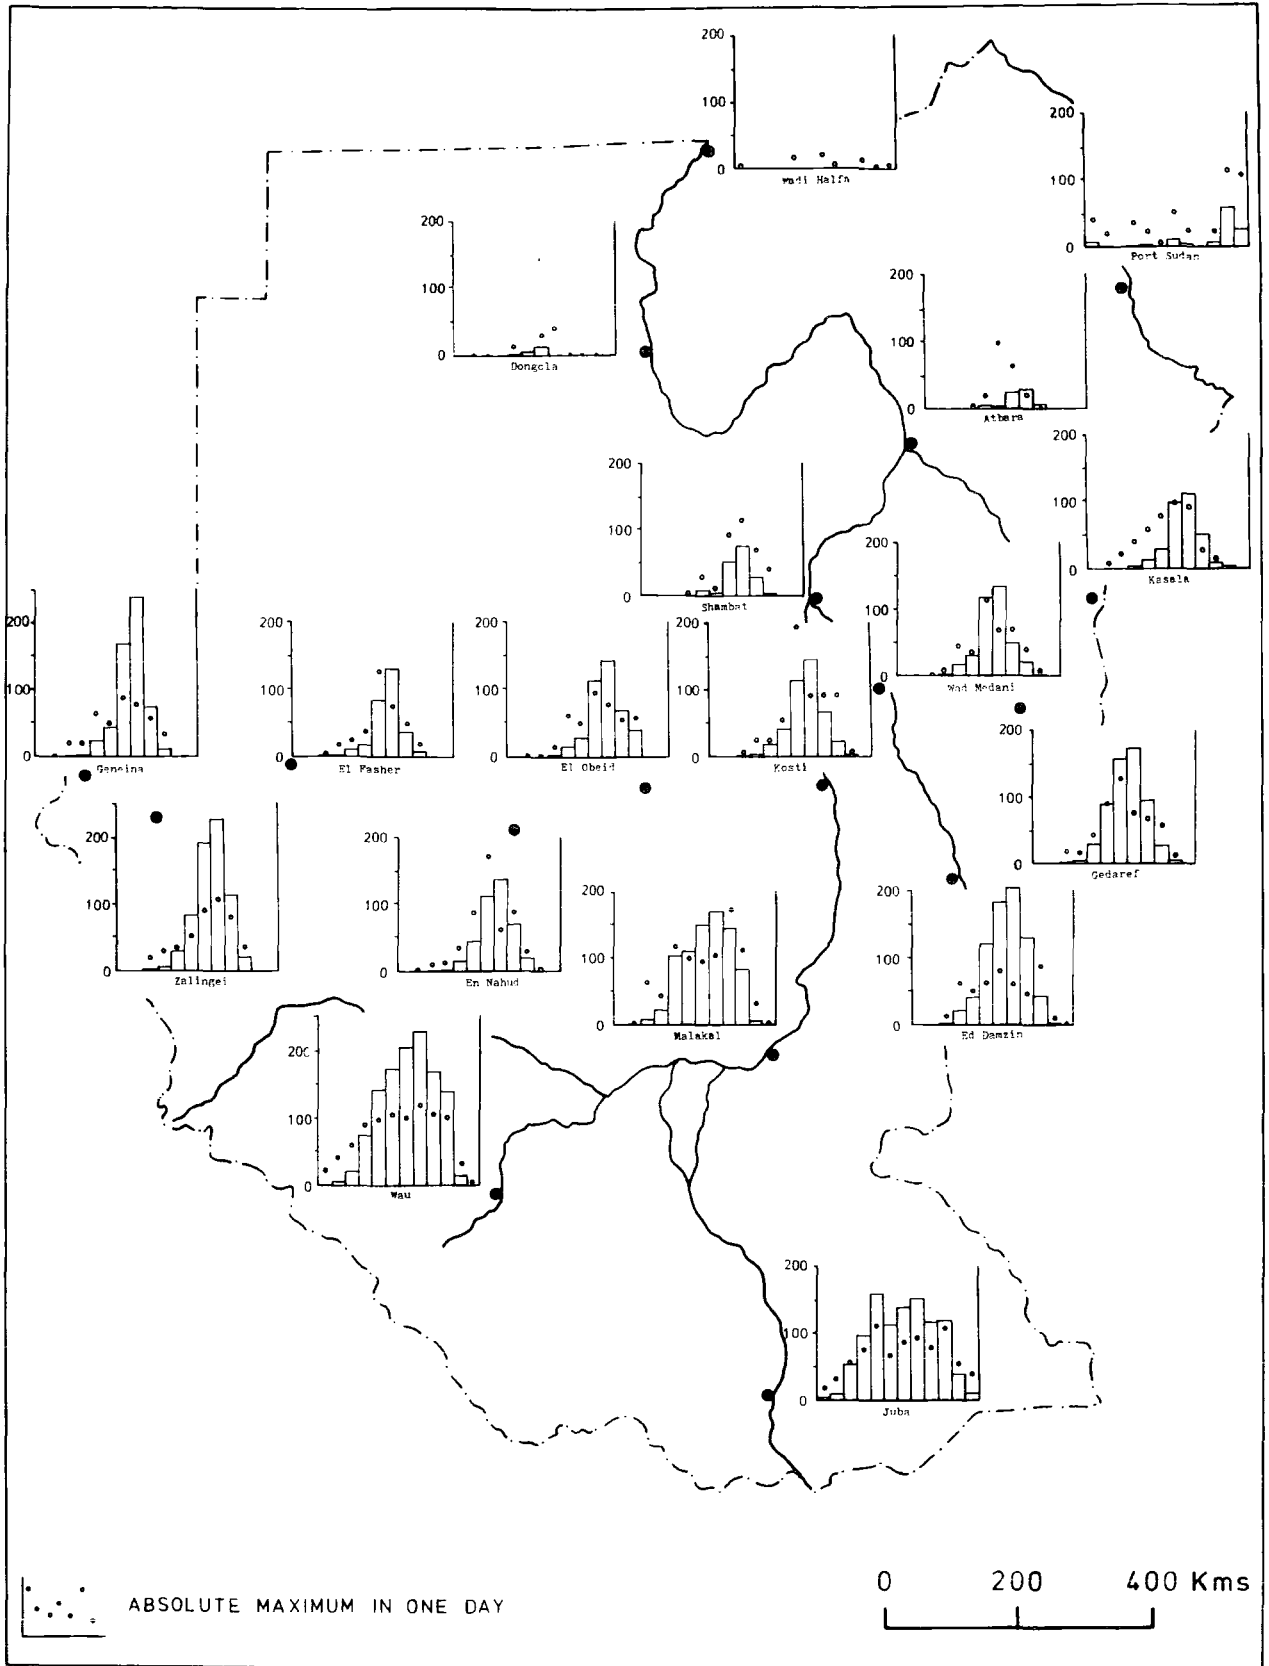 200
100
0
Wadi Halfa
200
100
0
Port Sudan
200
100
0
Dongola
200
100
0
Atbara
200
100
0
Kasala
200
100
0
Shambat
200
100
0
Wad Medani
200
100
0
Geneina
200
100
0
El Fasher
200
100
0
El Obeid
200
100
0
Kosti
200
100
0
Gedaref
200
100
0
Zalingei
200
100
0
En Nahud
200
100
0
Malakal
200
100
0
Ed Damzin
200
100
0
Wau
200
100
0
Juba
ABSOLUTE MAXIMUM IN ONE DAY
0 200 400 Kms